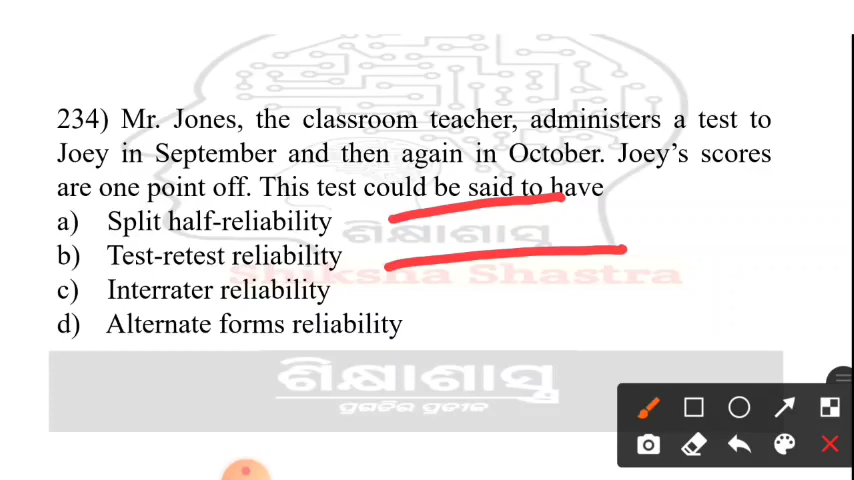 234) Mr. Jones, the classroom teacher, administers a test to
Joey in September and then again in October. Joey's scores
are one point off. This test could be said to have
a) Split half-reliability
ଶିକ୍ଷାଶାସ୍ତ୍ର
b) Test-retest reliability
Shiksha Shastra
c) Interrater reliability
d) Alternate forms reliability
ଶିକ୍ଷାଶାସ୍ତ୍ର
ପ୍ରଗତିର ପ୍ରତୀକ